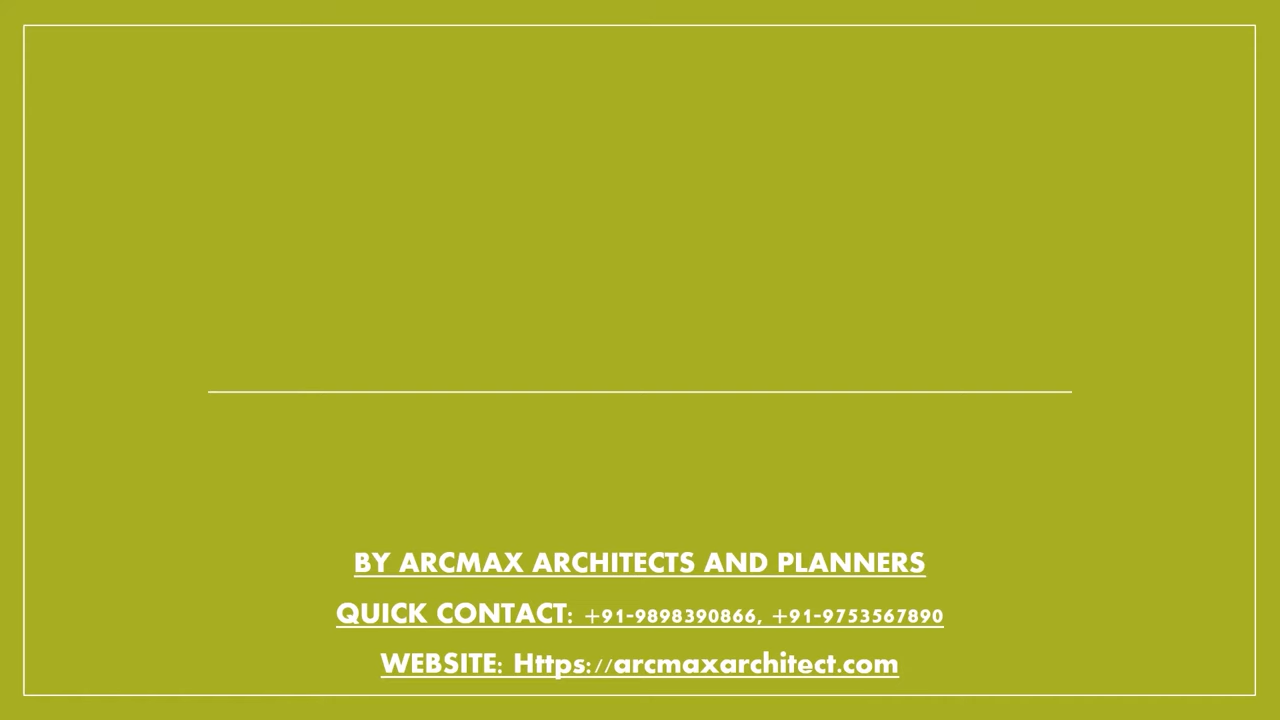 BY ARCMAX ARCHITECTS AND PLANNERS
QUICK CONTACT: +91-9898390866, +91-9753567890
WEBSITE: Https://arcmaxarchitect.com